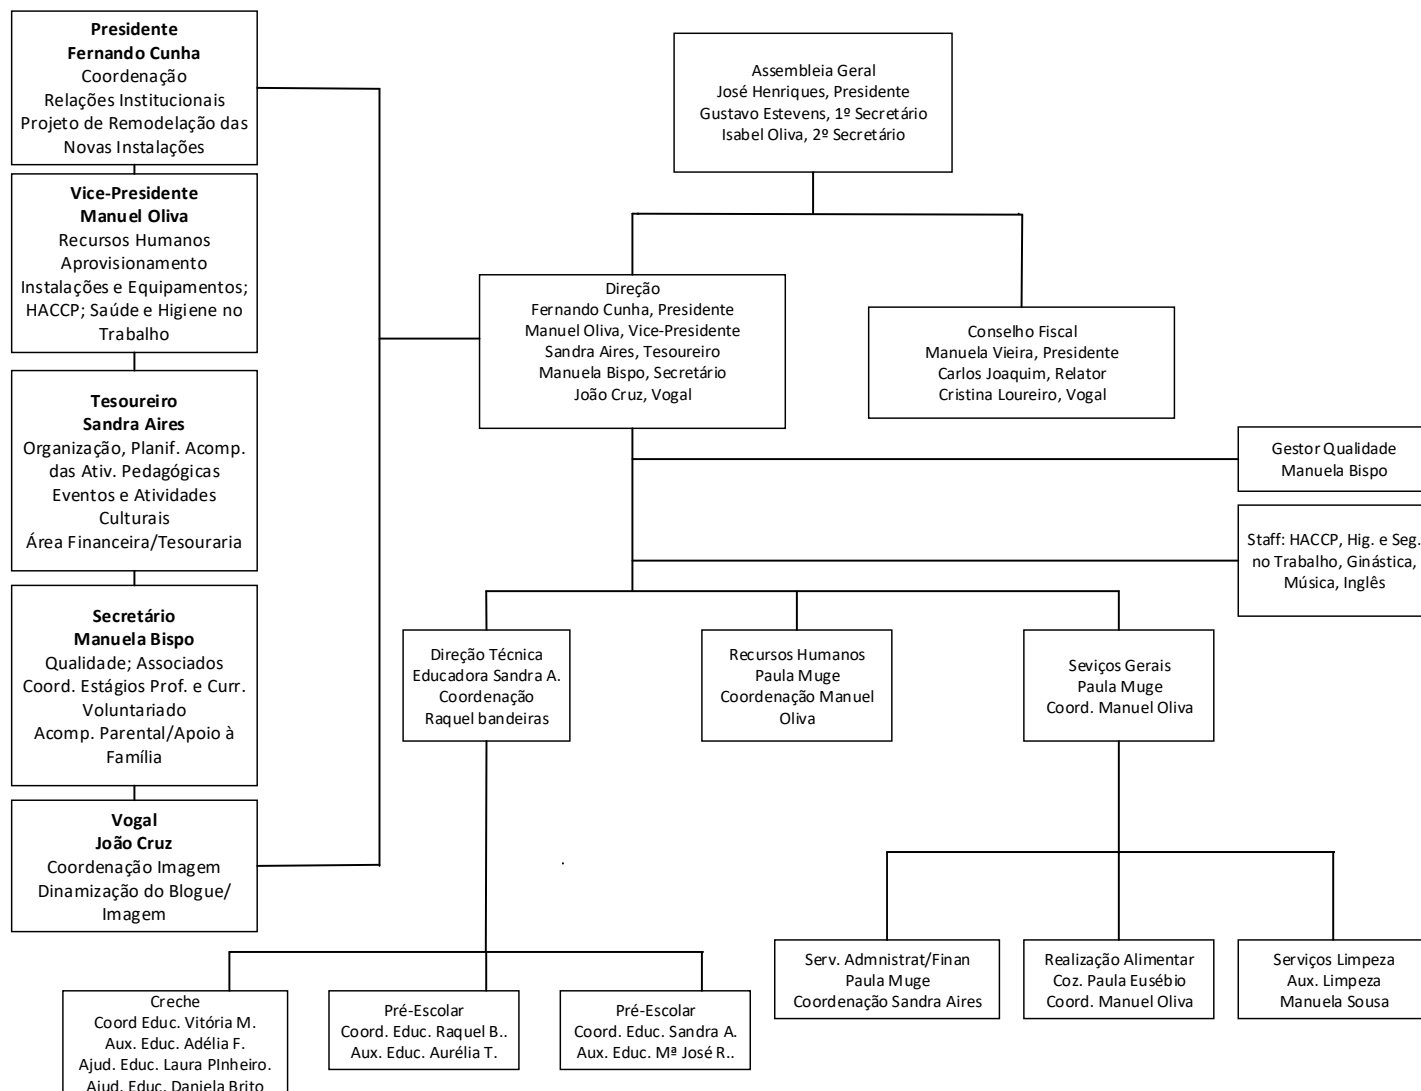 Presidente
Fernando Cunha
Coordenação
Relações Institucionais
Projeto de Remodelação das
Novas Instalações
Vice-Presidente
Manuel Oliva
Recursos Humanos
Aprovisionamento
Instalações e Equipamentos;
HACCP; Saúde e Higiene no
Trabalho
Tesoureiro
Sandra Aires
Organização, Planif. Acomp.
das Ativ. Pedagógicas
Eventos e Atividades
Culturais
Área Financeira/Tesouraria
Secretário
Manuela Bispo
Qualidade; Associados
Coord. Estágios Prof. e Curr.
Voluntariado
Acomp. Parental/Apoio à
Família
Vogal
João Cruz
Coordenação Imagem
Dinamização do Blogue/
Imagem
Assembleia Geral
José Henriques, Presidente
Gustavo Estevens, 1º Secretário
Isabel Oliva, 2º Secretário
Direção
Fernando Cunha, Presidente
Manuel Oliva, Vice-Presidente
Sandra Aires, Tesoureiro
Manuela Bispo, Secretário
João Cruz, Vogal
Conselho Fiscal
Manuela Vieira, Presidente
Carlos Joaquim, Relator
Cristina Loureiro, Vogal
Gestor Qualidade
Manuela Bispo
Staff: HACCP, Hig. e Seg.
no Trabalho, Ginástica,
Música, Inglês
Direção Técnica
Educadora Sandra A.
Coordenação
Raquel bandeiras
Recursos Humanos
Paula Muge
Coordenação Manuel
Oliva
Seviços Gerais
Paula Muge
Coord. Manuel Oliva
Creche
Coord Educ. Vitória M.
Aux. Educ. Adélia F.
Ajud. Educ. Laura PInheiro.
Ajud. Educ. Daniela Brito
Pré-Escolar
Coord. Educ. Raquel B..
Aux. Educ. Aurélia T.
Pré-Escolar
Coord. Educ. Sandra A.
Aux. Educ. Mª José R..
Serv. Admnistrat/Finan
Paula Muge
Coordenação Sandra Aires
Realização Alimentar
Coz. Paula Eusébio
Coord. Manuel Oliva
Serviços Limpeza
Aux. Limpeza
Manuela Sousa